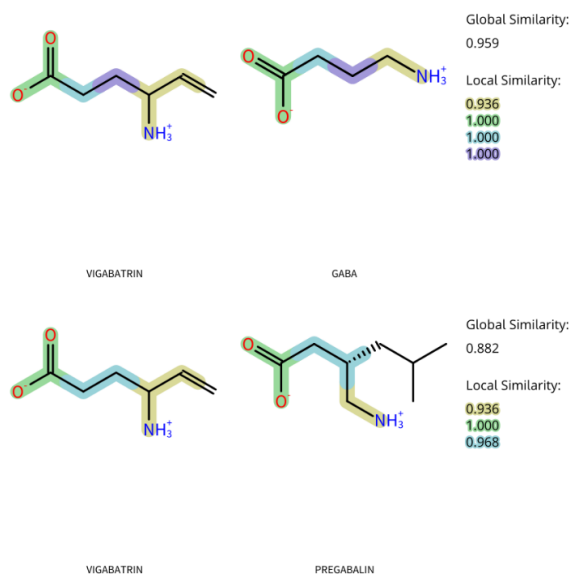 Global Similarity:
0.959
Local Similarity:
0.936
1.000
1.000
1.000
O
O-
NH3+
O
O-
NH3+
VIGABATRIN
GABA
Global Similarity:
0.882
Local Similarity:
0.936
1.000
0.968
O
O-
NH3+
O
O-
NH3+
VIGABATRIN
PREGABALIN